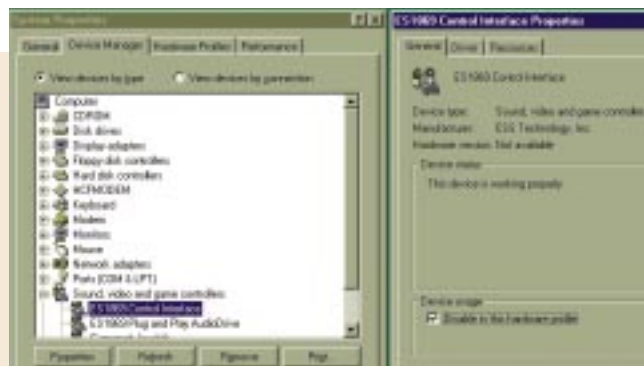 System Properties
General
Device Manager
Hardware Profiles
Performance
View devices by type
View devices by connection
Computer
CDROM
Disk drives
Display adapters
Floppy disk controllers
Hard disk controllers
HCFMODEM
Keyboard
Modem
Monitors
Mouse
Network adapters
Ports (COM & LPT)
Sound, video and game controllers
ES1969 Control Interface
Plug and Play AudioDrive
Properties
Refresh
Remove
Print...
ES1969 Control Interface Properties
General
Driver
Resources
ES1969 Control Interface
Device type: Sound, video and game controllers
Manufacturer: ESS Technology, Inc.
Hardware version: Not available
Device status
This device is working properly.
Device usage
Disable in this hardware profile